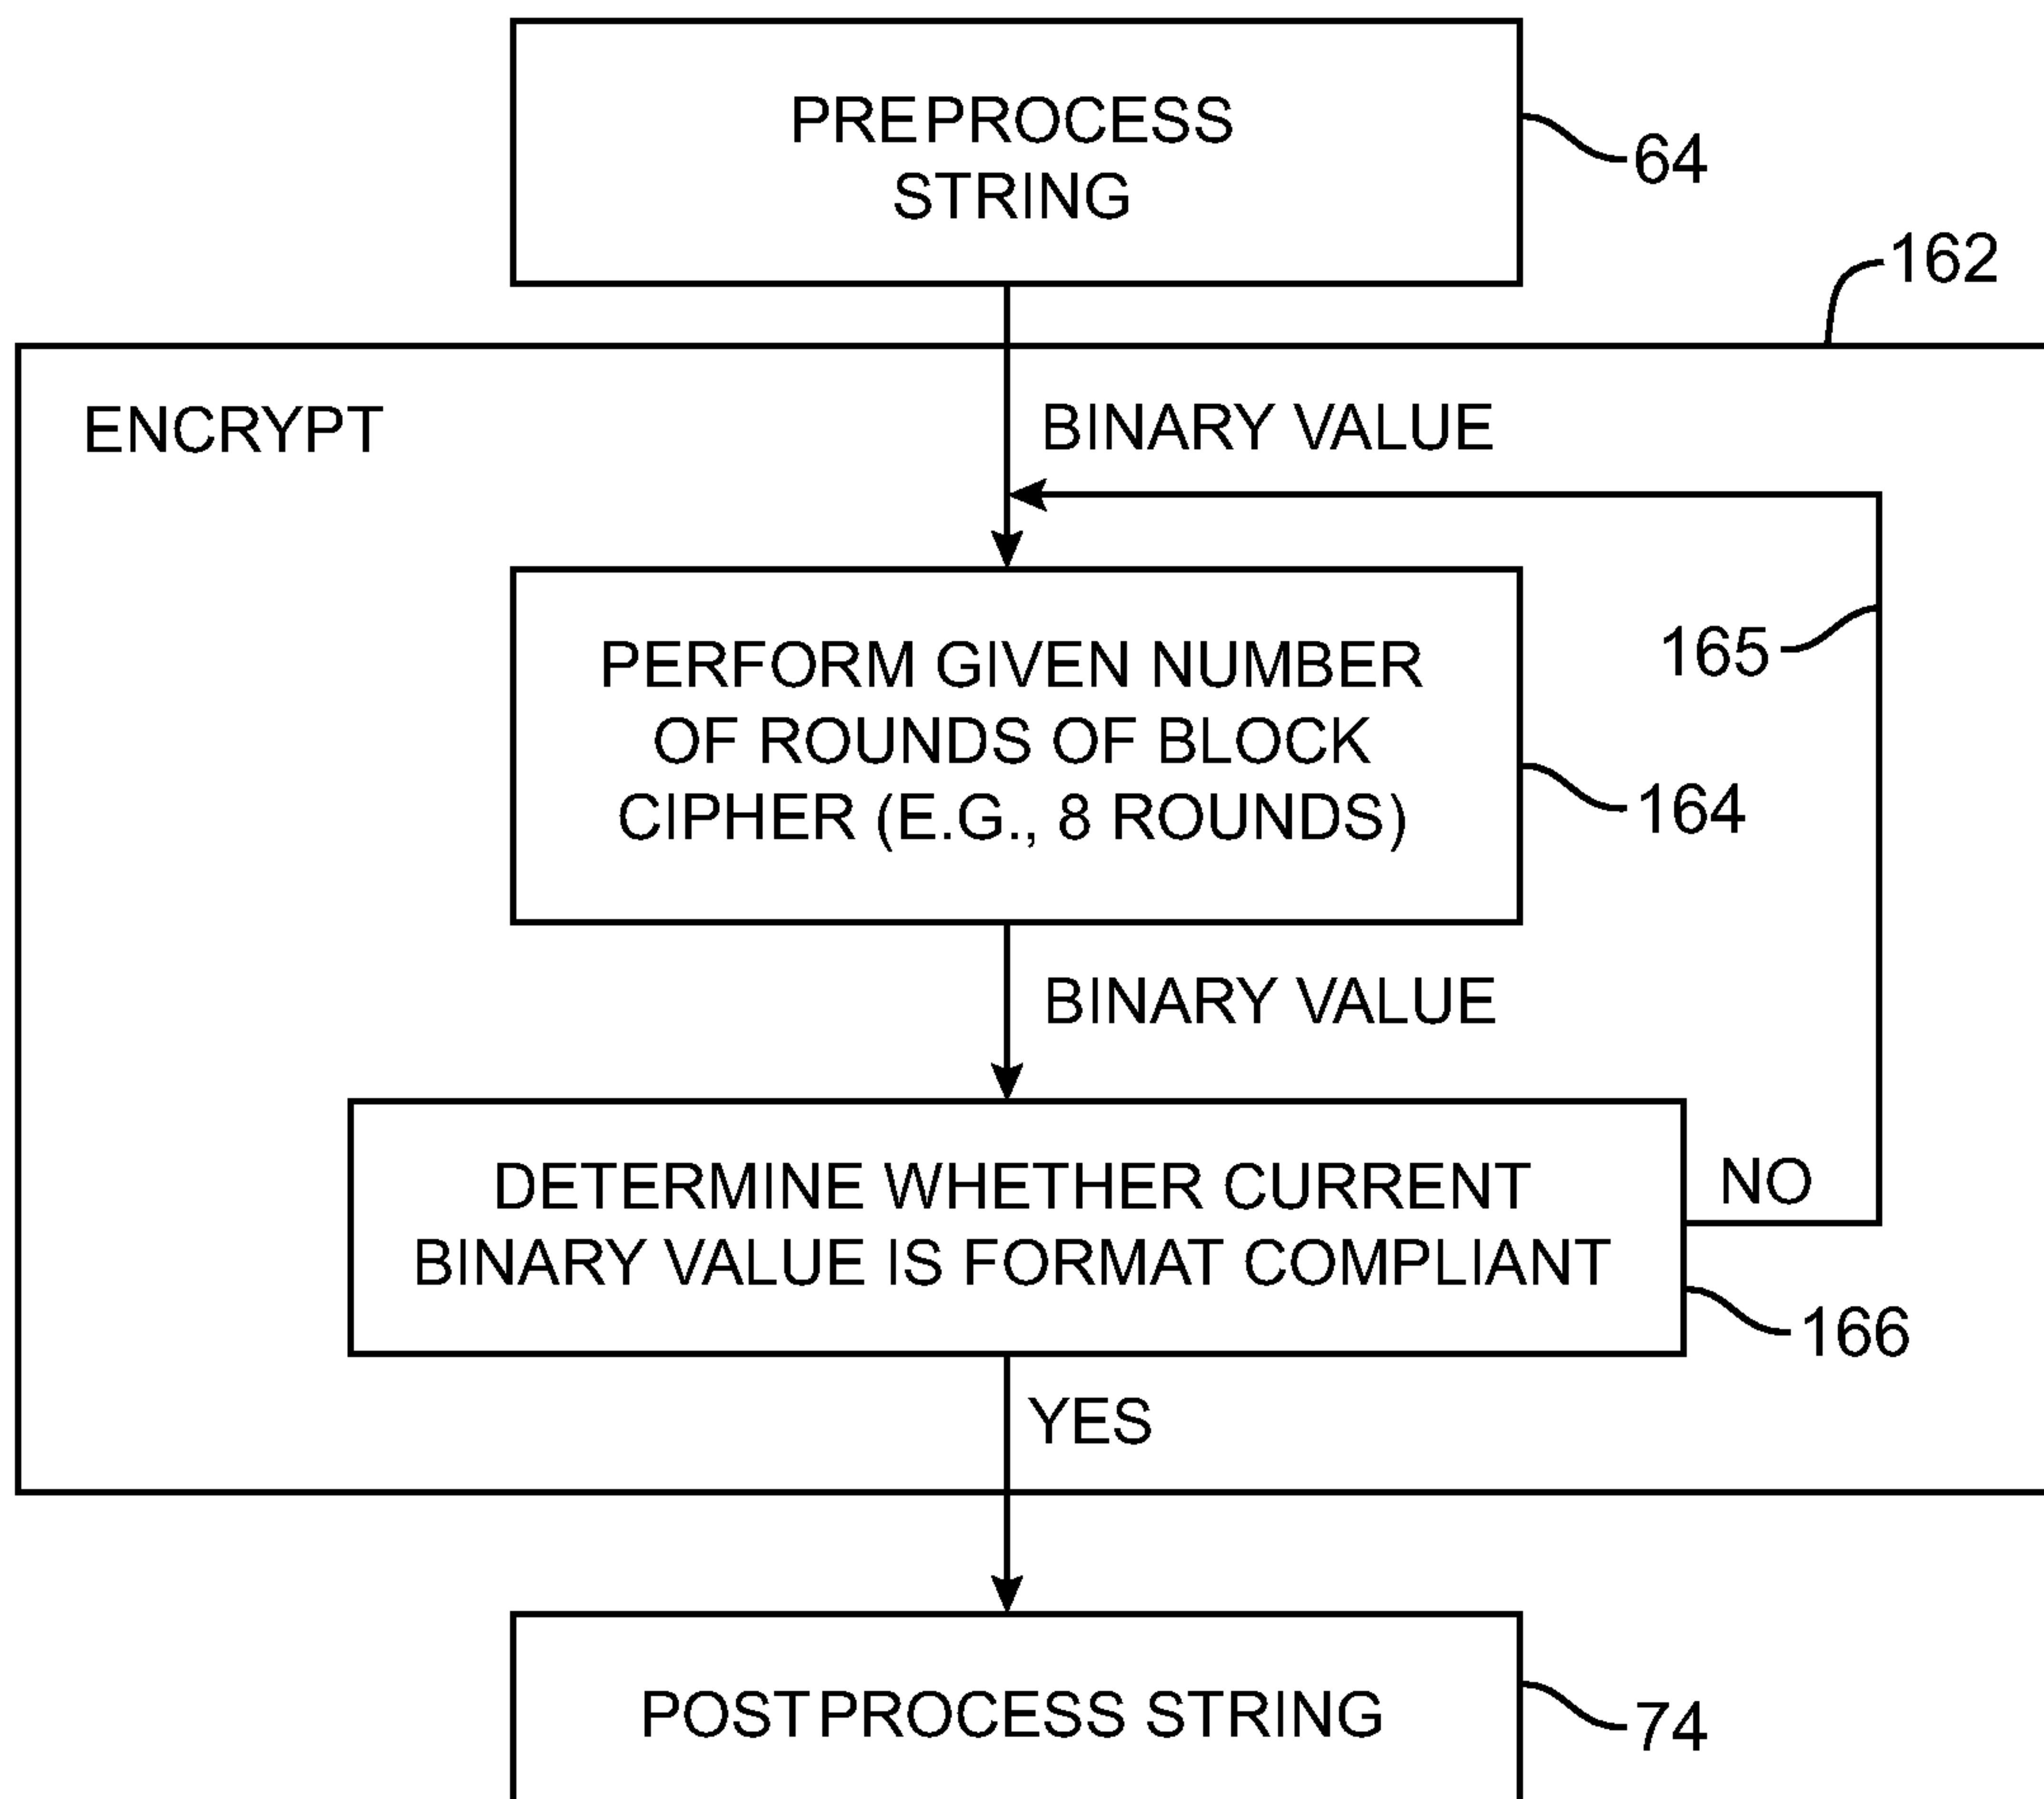 PREPROCESS
STRING
64
162
ENCRYPT
BINARY VALUE
PERFORM GIVEN NUMBER
OF ROUNDS OF BLOCK
CIPHER (E.G., 8 ROUNDS)
165
164
BINARY VALUE
DETERMINE WHETHER CURRENT
BINARY VALUE IS FORMAT COMPLIANT
NO
166
YES
POSTPROCESS STRING
74